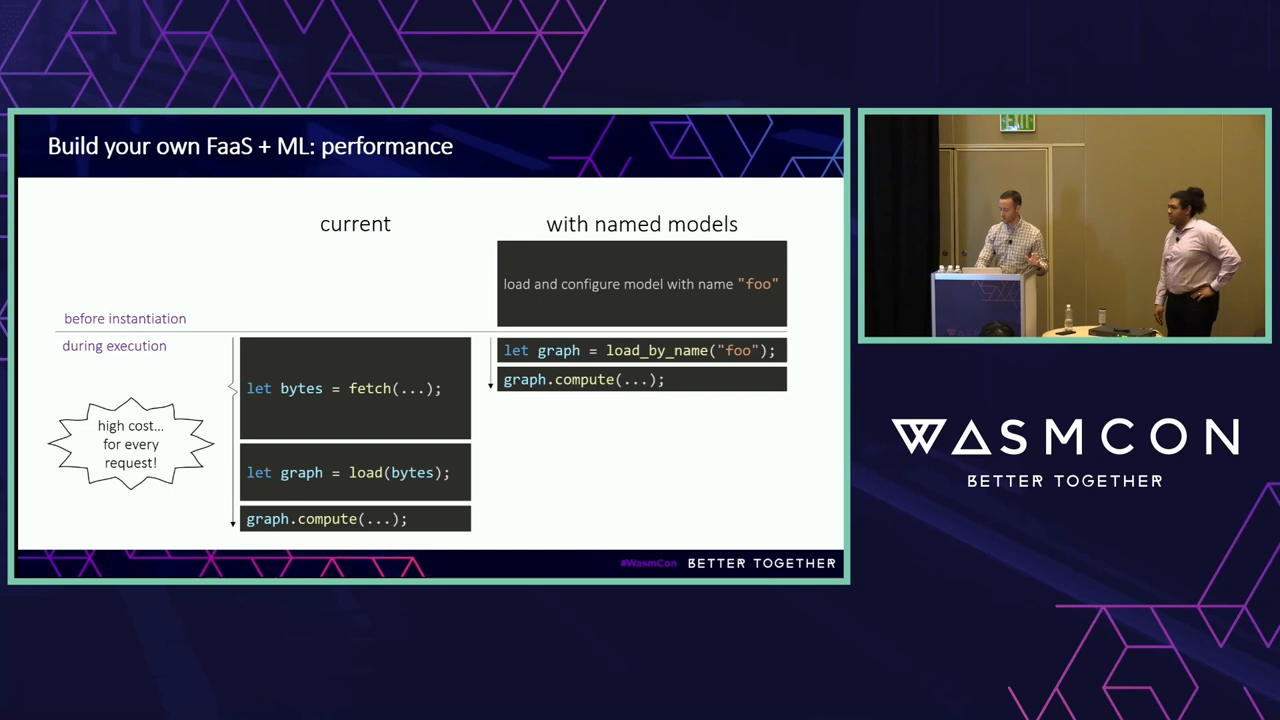 Build your own FaaS + ML: performance
current
with named models
load and configure model with name "foo"
before instantiation
during execution
let graph = load_by_name("foo");
graph.compute(...);
let bytes = fetch(...);
high cost...
for every
request!
let graph = load(bytes);
graph.compute(...);
#WasmCon BETTER TOGETHER
EXIT
WASMCON
BETTER TOGETHER